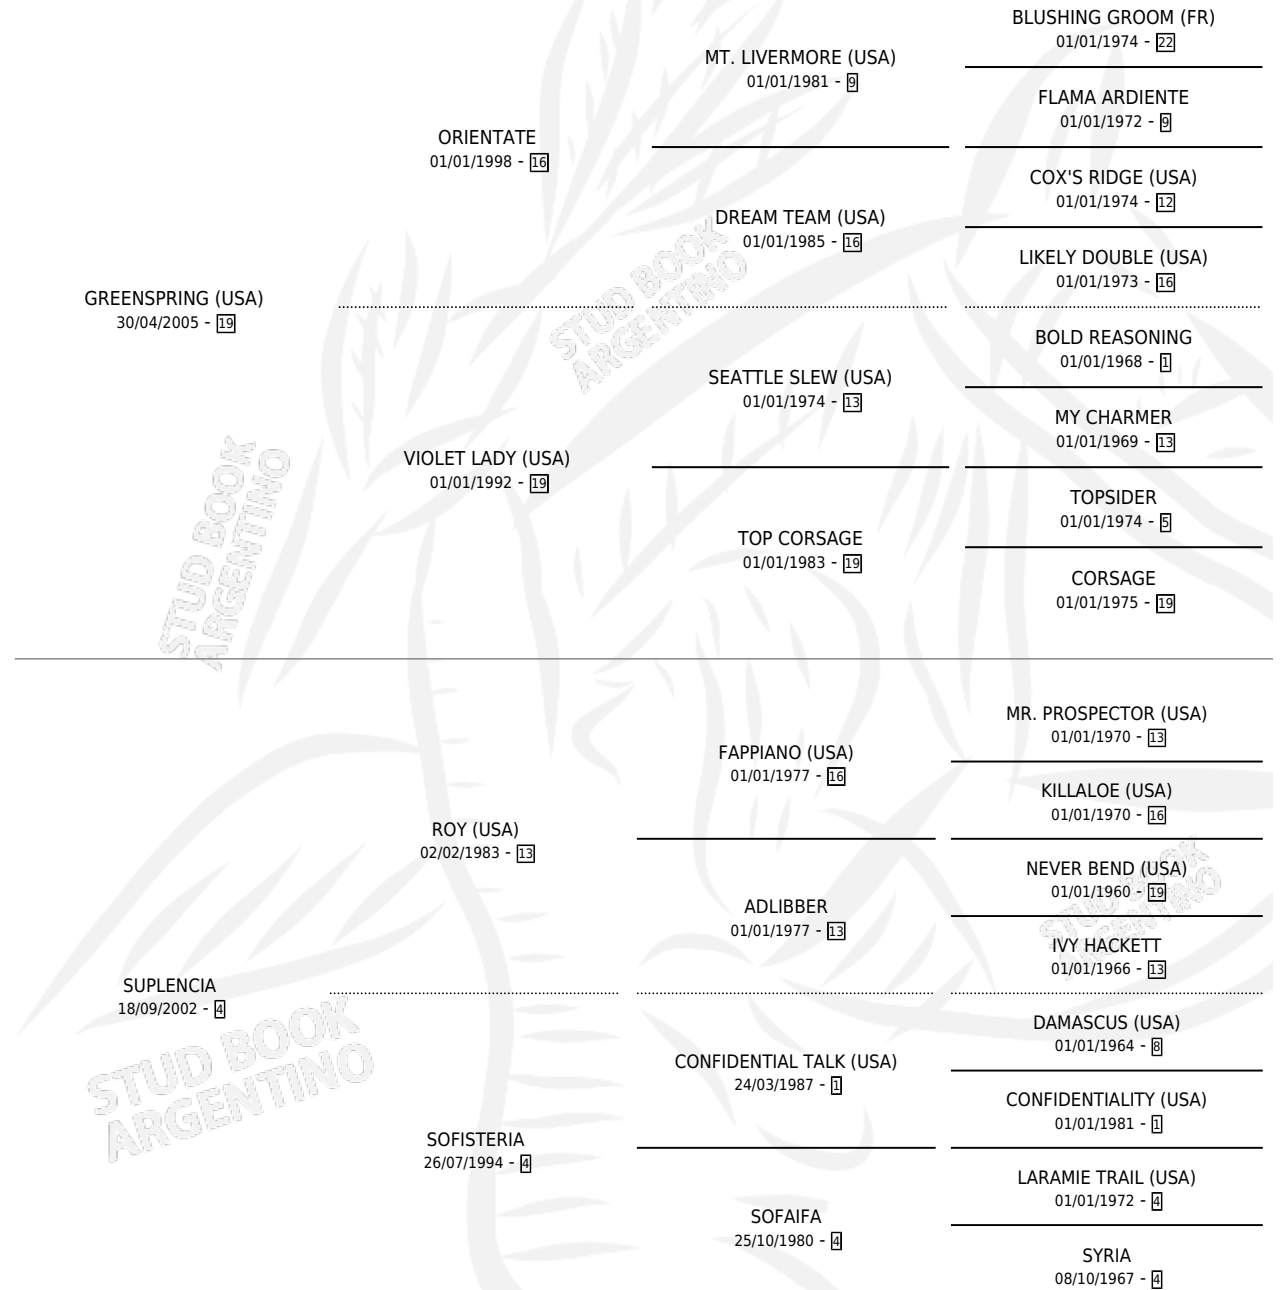 BLUSHING GROOM (FR)
01/01/1974 - 22
MT. LIVERMORE (USA)
01/01/1981 - 9
FLAMA ARDIENTE
01/01/1972 - 9
ORIENTATE
01/01/1998 - 16
COX'S RIDGE (USA)
01/01/1974 - 12
DREAM TEAM (USA)
01/01/1985 - 16
LIKELY DOUBLE (USA)
01/01/1973 - 16
GREENSPRING (USA)
30/04/2005 - 19
STUD BOOK
ARGENTINO
BOLD REASONING
01/01/1968 - 1
SEATTLE SLEW (USA)
01/01/1974 - 13
MY CHARMER
01/01/1969 - 13
VIOLET LADY (USA)
01/01/1992 - 19
TOPSIDER
01/01/1974 - 5
TOP CORSAGE
01/01/1983 - 19
CORSAGE
01/01/1975 - 19
STUD BOOK
ARGENTINO
MR. PROSPECTOR (USA)
01/01/1970 - 13
FAPPIANO (USA)
01/01/1977 - 16
KILLALOE (USA)
01/01/1970 - 16
ROY (USA)
02/02/1983 - 13
NEVER BEND (USA)
01/01/1960 - 19
ADLIBBER
01/01/1977 - 13
IVY HACKETT
01/01/1966 - 13
STUD BOOK
ARGENTINO
SUPLENCIA
18/09/2002 - 4
DAMASCUS (USA)
01/01/1964 - 8
CONFIDENTIAL TALK (USA)
24/03/1987 - 1
CONFIDENTIALITY (USA)
01/01/1981 - 1
STUD BOOK
ARGENTINO
SOFISTERIA
26/07/1994 - 4
LARAMIE TRAIL (USA)
01/01/1972 - 4
SOFAIFA
25/10/1980 - 4
SYRIA
08/10/1967 - 4